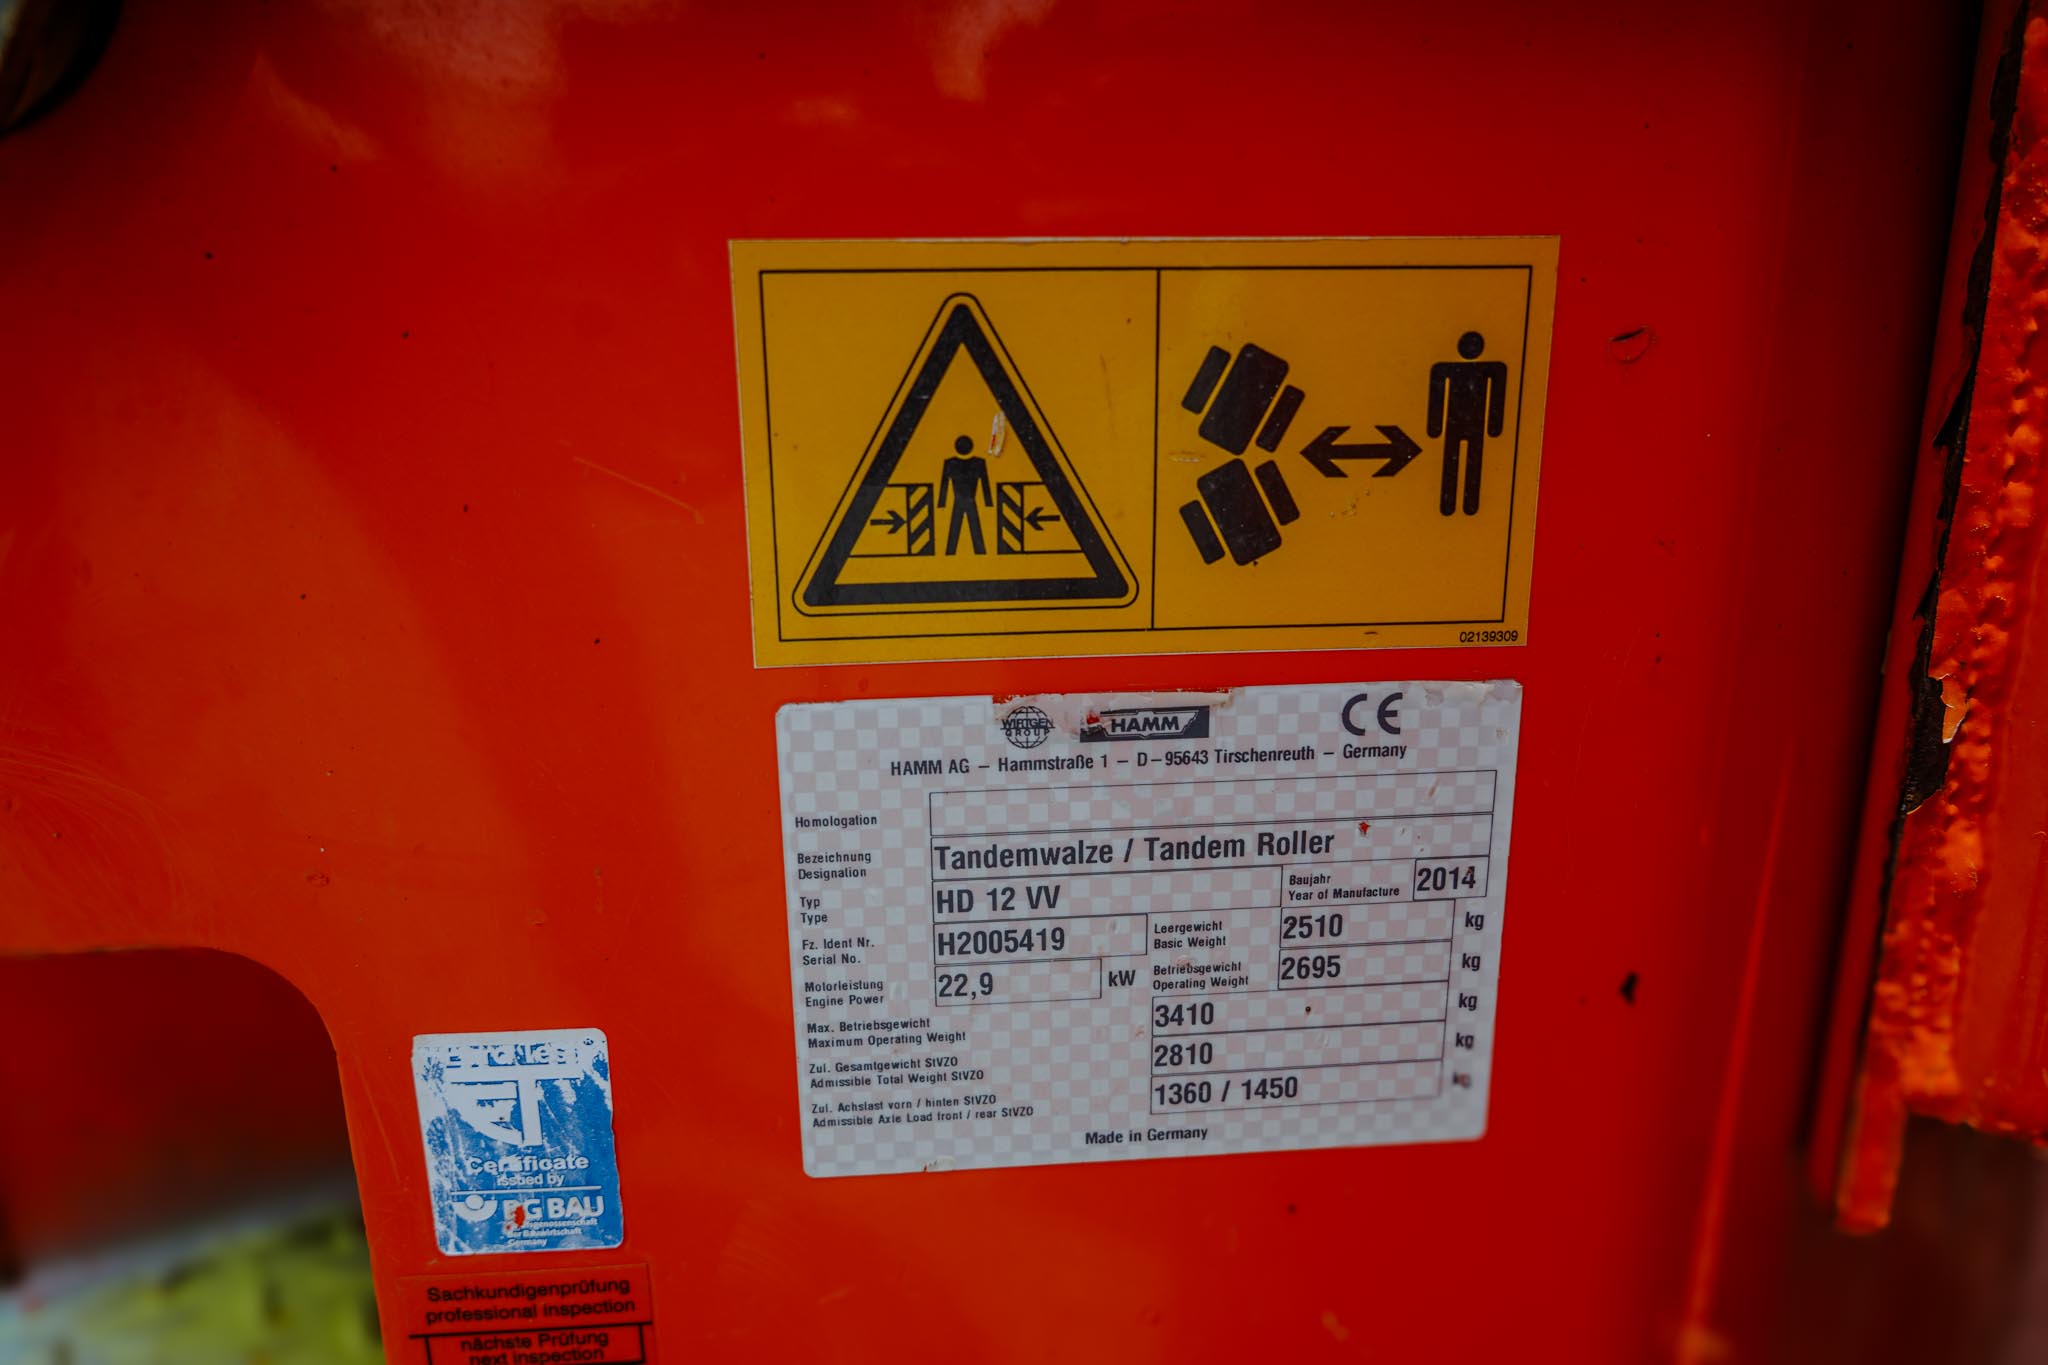 02139309
WIRTGEN GROUP
HAMM
CE
HAMM AG – Hammstraße 1 – D–95643 Tirschenreuth – Germany
Homologation
Bezeichnung
Designation
Tandemwalze / Tandem Roller
Typ
Type
HD 12 VV
Baujahr
Year of Manufacture
2014
Fz. Ident Nr.
Serial No.
H2005419
Leergewicht
Basic Weight
2510 kg
Motorleistung
Engine Power
22,9 kW
Betriebsgewicht
Operating Weight
2695 kg
Max. Betriebsgewicht
Maximum Operating Weight
3410 kg
Zul. Gesamtgewicht StVZO
Admissible Total Weight StVZO
2810 kg
Zul. Achslast vorn / hinten StVZO
Admissible Axle Load front / rear StVZO
1360 / 1450 kg
Made in Germany
Certificate
issued by
BG BAU
der Bauwirtschaft
Germany
Sachkundigenprüfung
professional inspection
nächste Prüfung
next inspection